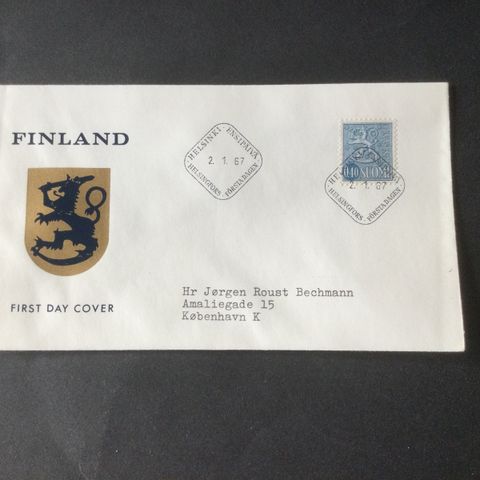 FINLAND
FIRST DAY COVER
HELSINKI - ENSIPÄIVÄ
2. 1. 67
HELSINGFORS - FÖRSTA DAGEN
0,40 SUOMI
2. 1. 67
HELSINGFORS - FÖRSTA DAGEN
Hr Jørgen Roust Bechmann
Amaliegade 15
København K